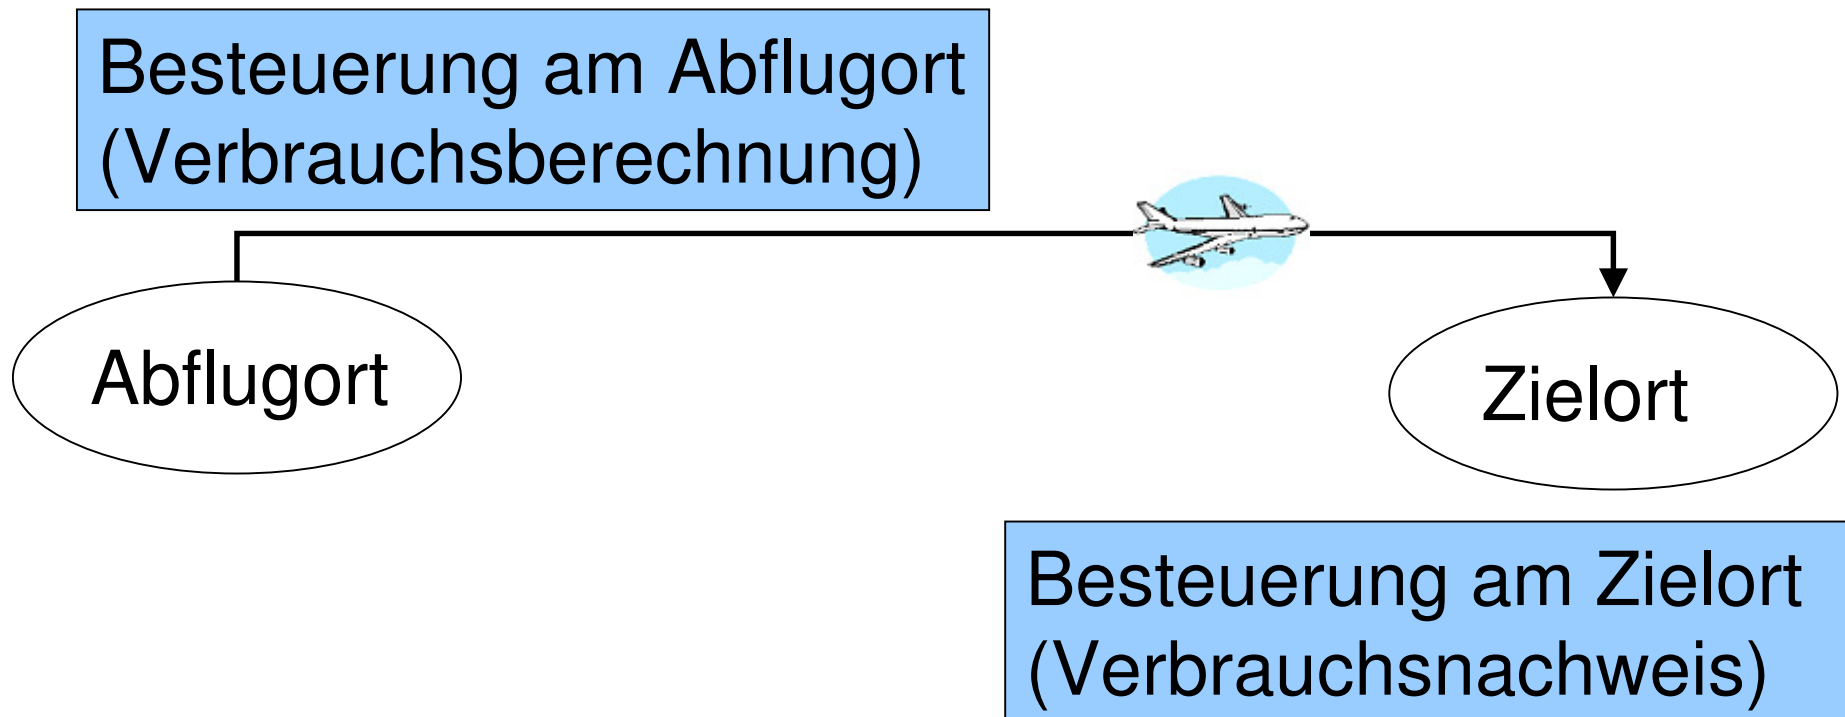 Besteuerung am Abflugort
(Verbrauchsberechnung)
Abflugort
Zielort
Besteuerung am Zielort
(Verbrauchsnachweis)